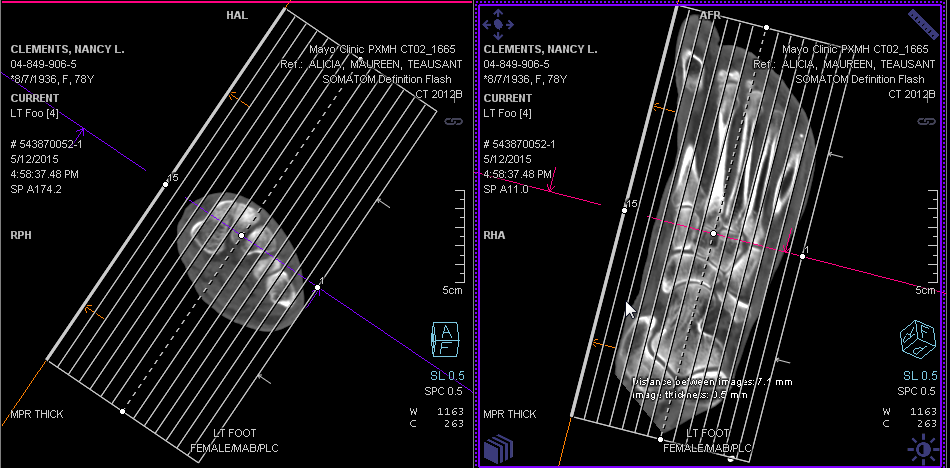 HAL
CLEMENTS, NANCY L.
04-849-906-5
*8/7/1936, F, 78Y
CURRENT
LT Foo [4]
# 543870052-1
5/12/2015
4:58:37.48 PM
SP A174.2
RPH
MPR THICK
Mayo Clinic PXMH CT02_1665
Ref.: ALICIA, MAUREEN, TEAUSANT
SOMATOM Definition Flash
CT 2012B
15
1
5cm
A
F
SL 0.5
SPC 0.5
W 1163
C 263
LT FOOT
FEMALE/MAB/PLC
AFR
CLEMENTS, NANCY L.
04-849-906-5
*8/7/1936, F, 78Y
CURRENT
LT Foo [4]
# 543870052-1
5/12/2015
4:58:37.48 PM
SP A11.0
RHA
MPR THICK
Mayo Clinic PXMH CT02_1665
Ref.: ALICIA, MAUREEN, TEAUSANT
SOMATOM Definition Flash
CT 2012B
15
1
5cm
R
F
SL 0.5
SPC 0.5
Distance between images: 7.1 mm
Image thickness: 0.5 mm
W 1163
C 263
LT FOOT
FEMALE/MAB/PLC